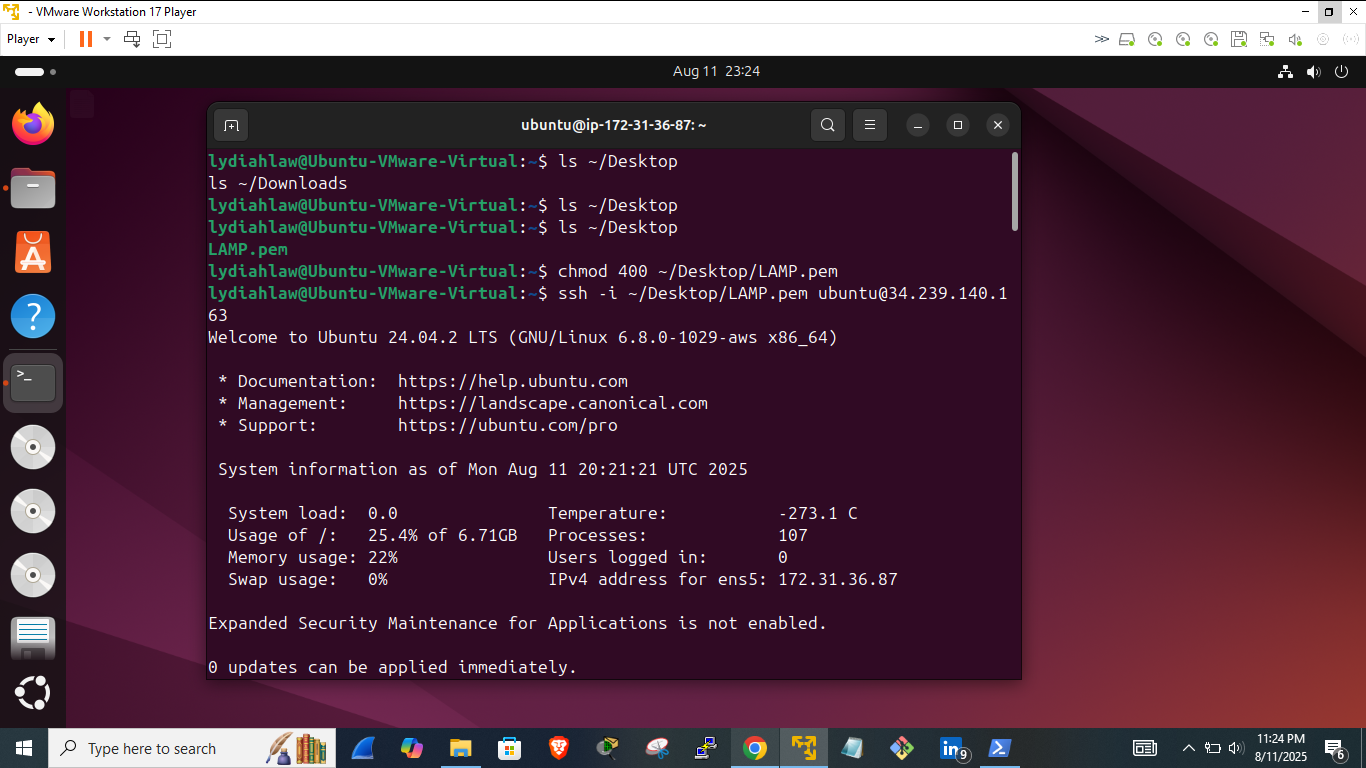 - VMware Workstation 17 Player
Player
Aug 11 23:24
ubuntu@ip-172-31-36-87: ~
lydiahlaw@Ubuntu-VMware-Virtual:~$ ls ~/Desktop
ls ~/Downloads
lydiahlaw@Ubuntu-VMware-Virtual:~$ ls ~/Desktop
lydiahlaw@Ubuntu-VMware-Virtual:~$ ls ~/Desktop
LAMP.pem
lydiahlaw@Ubuntu-VMware-Virtual:~$ chmod 400 ~/Desktop/LAMP.pem
lydiahlaw@Ubuntu-VMware-Virtual:~$ ssh -i ~/Desktop/LAMP.pem ubuntu@34.239.140.1
63
Welcome to Ubuntu 24.04.2 LTS (GNU/Linux 6.8.0-1029-aws x86_64)
* Documentation: https://help.ubuntu.com
* Management: https://landscape.canonical.com
* Support: https://ubuntu.com/pro
System information as of Mon Aug 11 20:21:21 UTC 2025
System load: 0.0 Temperature: -273.1 C
Usage of /: 25.4% of 6.71GB Processes: 107
Memory usage: 22% Users logged in: 0
Swap usage: 0% IPv4 address for ens5: 172.31.36.87
Expanded Security Maintenance for Applications is not enabled.
0 updates can be applied immediately.
Type here to search
in 9
11:24 PM
8/11/2025
6